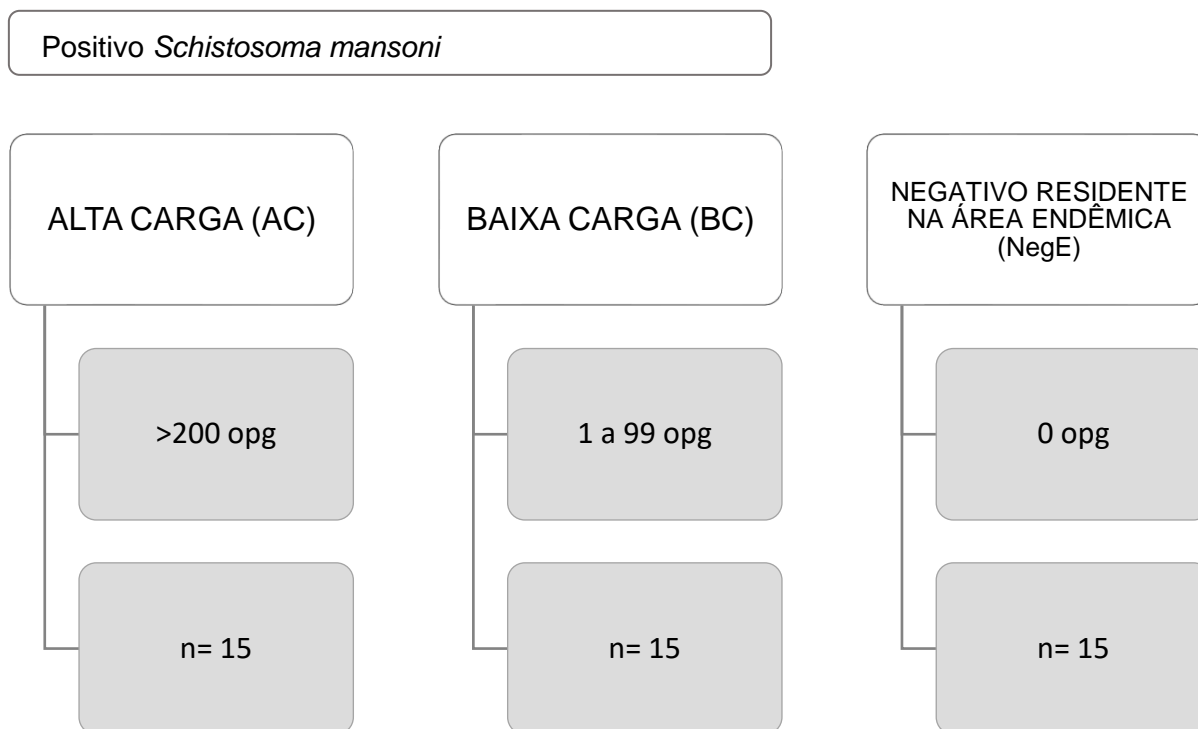 Positivo Schistosoma mansoni
ALTA CARGA (AC)
>200 opg
n= 15
BAIXA CARGA (BC)
1 a 99 opg
n= 15
NEGATIVO RESIDENTE
NA ÁREA ENDÊMICA
(NegE)
0 opg
n= 15